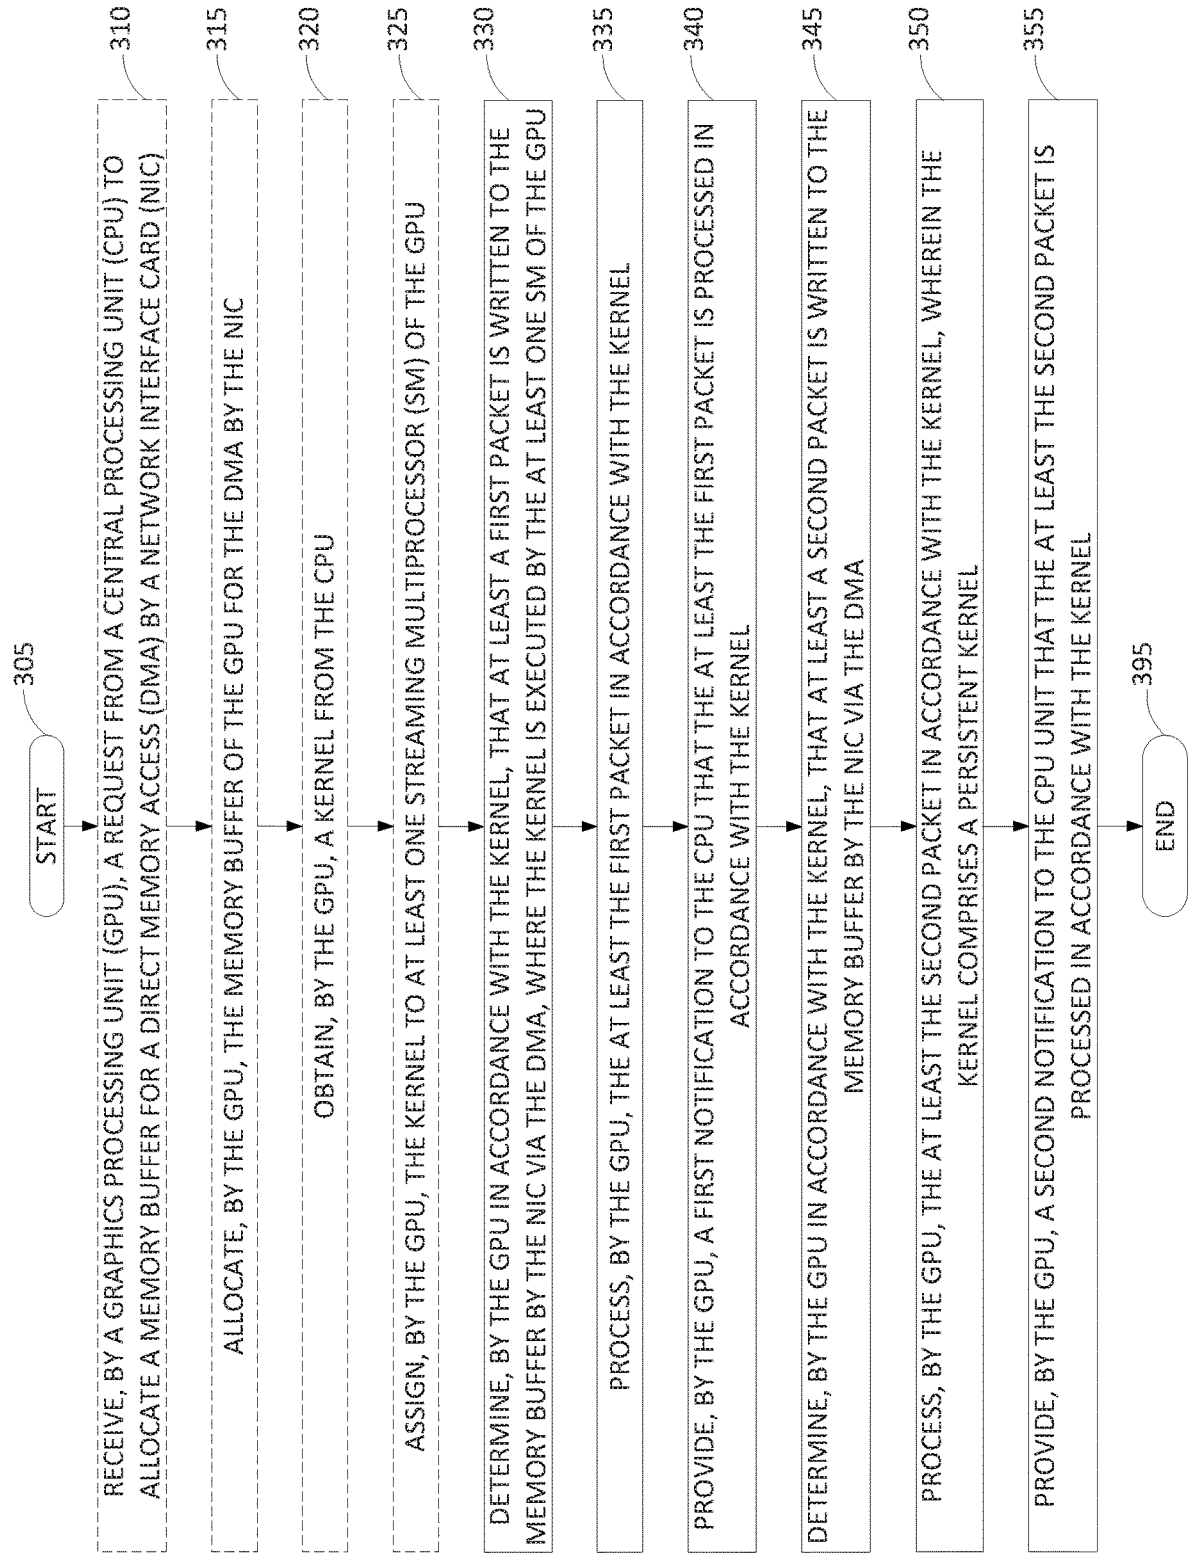 START
305
RECEIVE, BY A GRAPHICS PROCESSING UNIT (GPU), A REQUEST FROM A CENTRAL PROCESSING UNIT (CPU) TO
ALLOCATE A MEMORY BUFFER FOR A DIRECT MEMORY ACCESS (DMA) BY A NETWORK INTERFACE CARD (NIC)
310
ALLOCATE, BY THE GPU, THE MEMORY BUFFER OF THE GPU FOR THE DMA BY THE NIC
315
OBTAIN, BY THE GPU, A KERNEL FROM THE CPU
320
ASSIGN, BY THE GPU, THE KERNEL TO AT LEAST ONE STREAMING MULTIPROCESSOR (SM) OF THE GPU
325
DETERMINE, BY THE GPU IN ACCORDANCE WITH THE KERNEL, THAT AT LEAST A FIRST PACKET IS WRITTEN TO THE
MEMORY BUFFER BY THE NIC VIA THE DMA, WHERE THE KERNEL IS EXECUTED BY THE AT LEAST ONE SM OF THE GPU
330
PROCESS, BY THE GPU, THE AT LEAST THE FIRST PACKET IN ACCORDANCE WITH THE KERNEL
335
PROVIDE, BY THE GPU, A FIRST NOTIFICATION TO THE CPU THAT THE AT LEAST THE FIRST PACKET IS PROCESSED IN
ACCORDANCE WITH THE KERNEL
340
DETERMINE, BY THE GPU IN ACCORDANCE WITH THE KERNEL, THAT AT LEAST A SECOND PACKET IS WRITTEN TO THE
MEMORY BUFFER BY THE NIC VIA THE DMA
345
PROCESS, BY THE GPU, THE AT LEAST THE SECOND PACKET IN ACCORDANCE WITH THE KERNEL, WHEREIN THE
KERNEL COMPRISES A PERSISTENT KERNEL
350
PROVIDE, BY THE GPU, A SECOND NOTIFICATION TO THE CPU UNIT THAT THE AT LEAST THE SECOND PACKET IS
PROCESSED IN ACCORDANCE WITH THE KERNEL
355
END
395